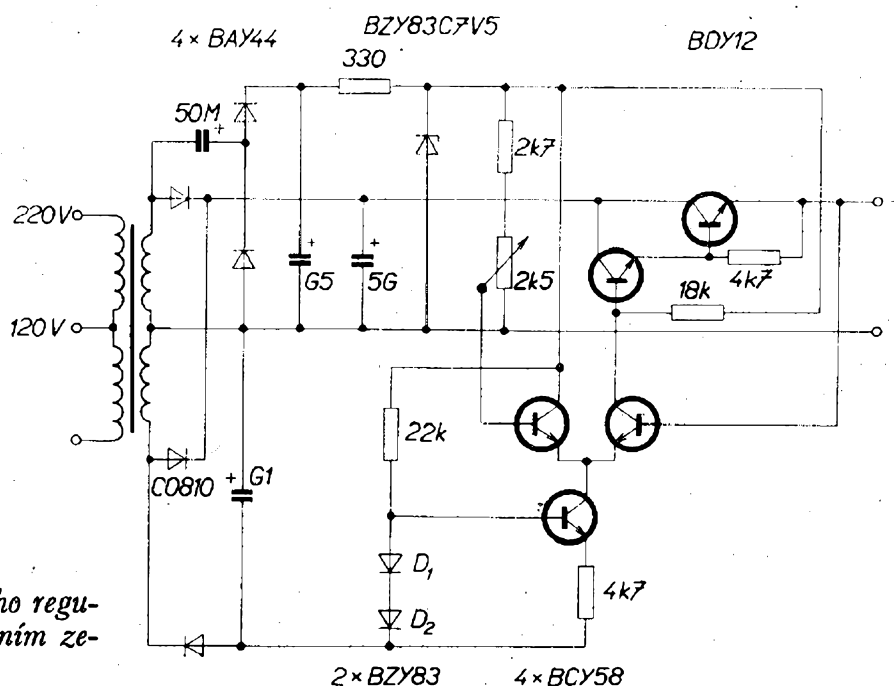 4× BAY44
BZY83C7V5
BDY12
330
50M
+
2k7
220V
+
+
G5
5G
2k5
4k7
18k
120V
22k
C0810
+ G1
D₁
4k7
D₂
ho regu-
ním ze-
2×BZY83
4×BCY58